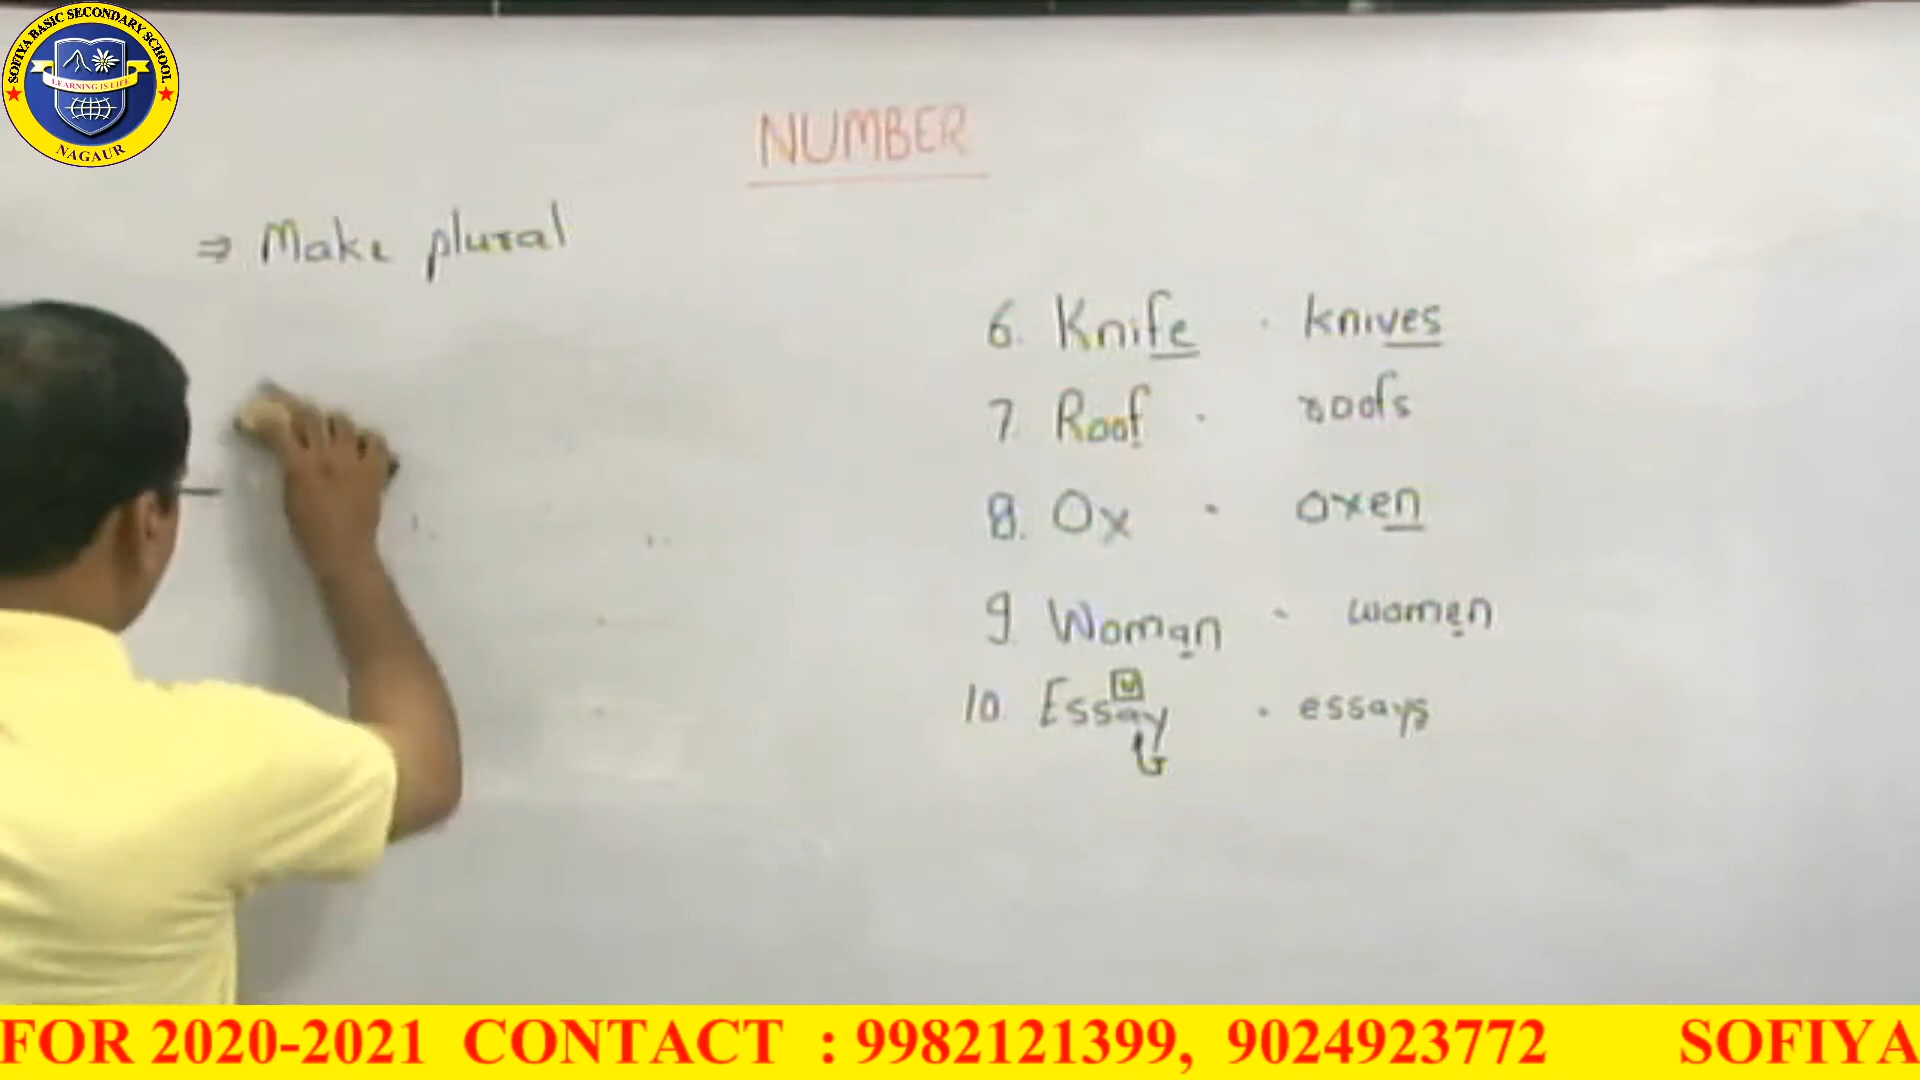 SOFIYA BASIC SECONDARY SCHOOL
LEARNING IS LIFE
NAGAUR
NUMBER
⇒ Make plural
6. Knife - knives
7. Roof - roofs
8. Ox - oxen
9. Woman - women
10. Essay - essays
FOR 2020-2021 CONTACT : 9982121399, 9024923772 SOFIYA